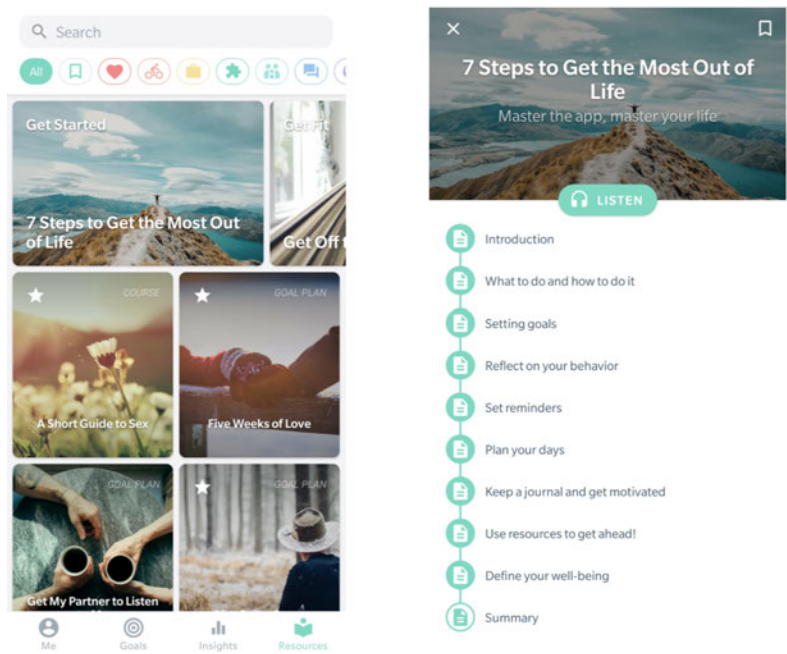 Search
All
Get Started
7 Steps to Get the Most Out
of Life
Get Fit
Get Off
COURSE
A Short Guide to Sex
GOAL PLAN
Five Weeks of Love
GOAL PLAN
Get My Partner to Listen
GOAL PLAN
Me
Goals
Insights
Resources
7 Steps to Get the Most Out of
Life
Master the app, master your life
LISTEN
Introduction
What to do and how to do it
Setting goals
Reflect on your behavior
Set reminders
Plan your days
Keep a journal and get motivated
Use resources to get ahead!
Define your well-being
Summary